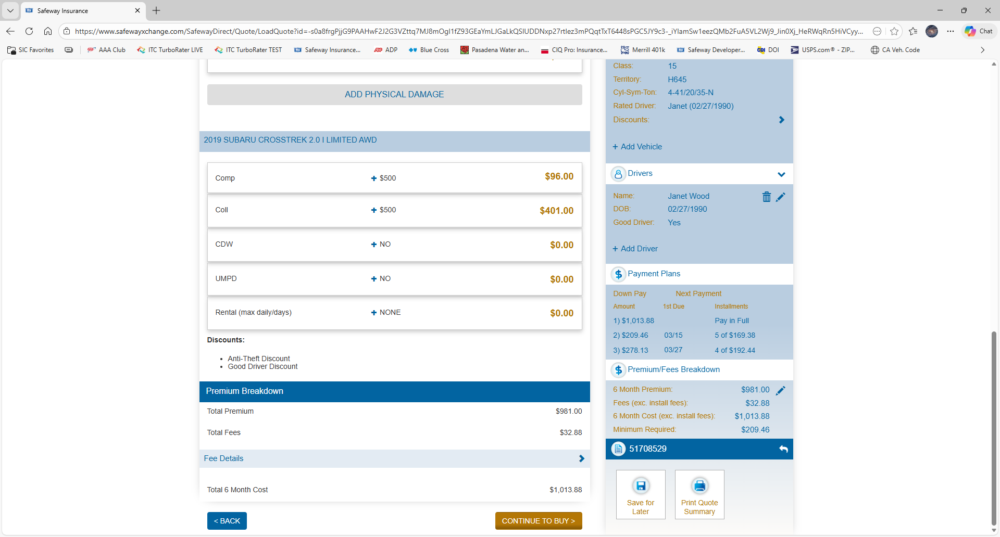 Safeway Insurance
https://www.safewayxchange.com/SafewayDirect/Quote/LoadQuote?id=-s0a8frgPjjG9PAAHwF2J2G3VZttq7MJ8mOgI1fZ93GEaYmLJGaLkQSIUDDNxp27rtlez3mPQqtTxT6448sPGC5JY9c3-_iYIamSw1eezQMb2FuA5VL2Wj9_Jin0Xj_HeRWqRn5HiVCyy...
Chat
SIC Favorites
AAA Club
ITC TurboRater LIVE
ITC TurboRater TEST
Safeway Insurance...
ADP
Blue Cross
Pasadena Water an...
CIQ Pro: Insurance...
Merrill 401k
Safeway Developer...
CDI DOI
USPS.com® - ZIP...
CA Veh. Code
ADD PHYSICAL DAMAGE
2019 SUBARU CROSSTREK 2.0 I LIMITED AWD
Comp + $500 $96.00
Coll + $500 $401.00
CDW + NO $0.00
UMPD + NO $0.00
Rental (max daily/days) + NONE $0.00
Discounts:
• Anti-Theft Discount
• Good Driver Discount
Premium Breakdown
Total Premium $981.00
Total Fees $32.88
Fee Details
Total 6 Month Cost $1,013.88
< BACK
CONTINUE TO BUY >
Class: 15
Territory: H645
Cyl-Sym-Ton: 4-41/20/35-N
Rated Driver: Janet (02/27/1990)
Discounts:
+ Add Vehicle
Drivers
Name: Janet Wood
DOB: 02/27/1990
Good Driver: Yes
+ Add Driver
$ Payment Plans
Down Pay Next Payment
Amount 1st Due Installments
1) $1,013.88 Pay in Full
2) $209.46 03/15 5 of $169.38
3) $278.13 03/27 4 of $192.44
$ Premium/Fees Breakdown
6 Month Premium: $981.00
Fees (exc. install fees): $32.88
6 Month Cost (exc. install fees): $1,013.88
Minimum Required: $209.46
51708529
Save for
Later
Print Quote
Summary